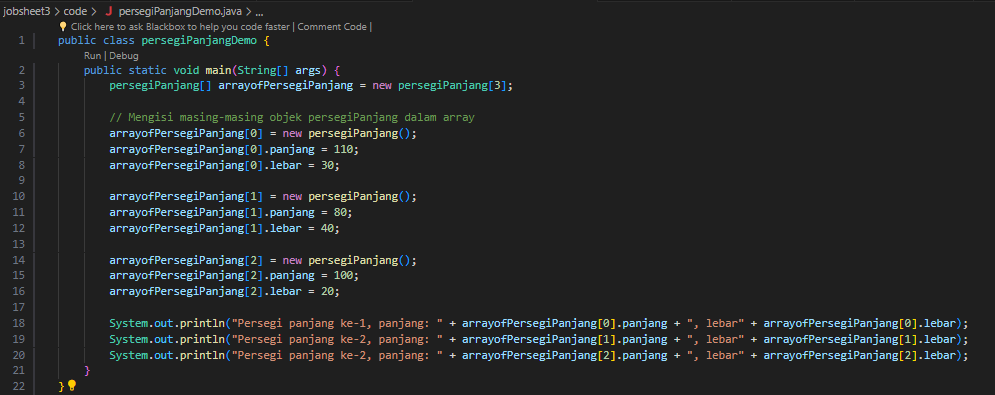 jobsheet3 > code > J persegiPanjangDemo.java > ...
Click here to ask Blackbox to help you code faster | Comment Code |
1 public class persegiPanjangDemo {
Run | Debug
2 public static void main(String[] args) {
3 persegiPanjang[] arrayofPersegiPanjang = new persegiPanjang[3];
4
5 // Mengisi masing-masing objek persegiPanjang dalam array
6 arrayofPersegiPanjang[0] = new persegiPanjang();
7 arrayofPersegiPanjang[0].panjang = 110;
8 arrayofPersegiPanjang[0].lebar = 30;
9
10 arrayofPersegiPanjang[1] = new persegiPanjang();
11 arrayofPersegiPanjang[1].panjang = 80;
12 arrayofPersegiPanjang[1].lebar = 40;
13
14 arrayofPersegiPanjang[2] = new persegiPanjang();
15 arrayofPersegiPanjang[2].panjang = 100;
16 arrayofPersegiPanjang[2].lebar = 20;
17
18 System.out.println("Persegi panjang ke-1, panjang: " + arrayofPersegiPanjang[0].panjang + ", lebar" + arrayofPersegiPanjang[0].lebar);
19 System.out.println("Persegi panjang ke-2, panjang: " + arrayofPersegiPanjang[1].panjang + ", lebar" + arrayofPersegiPanjang[1].lebar);
20 System.out.println("Persegi panjang ke-2, panjang: " + arrayofPersegiPanjang[2].panjang + ", lebar" + arrayofPersegiPanjang[2].lebar);
21 }
22 }